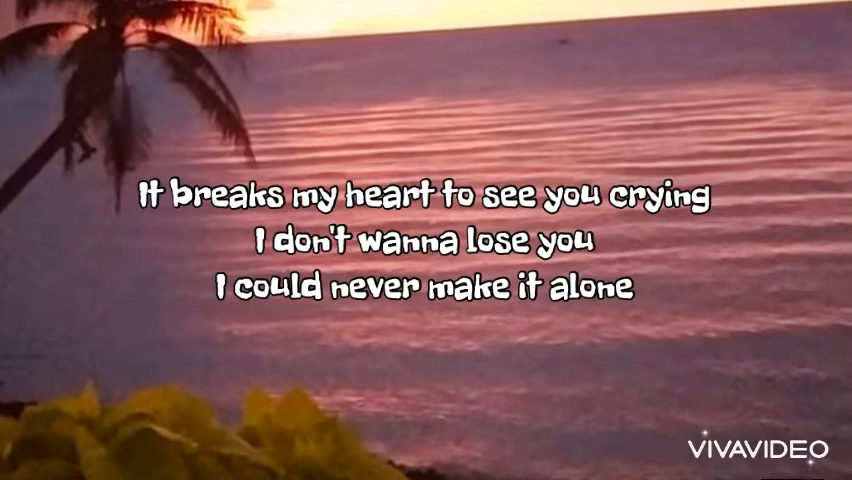 It breaks my heart to see you crying
I don't wanna lose you
I could never make it alone
VIVAVIDEO